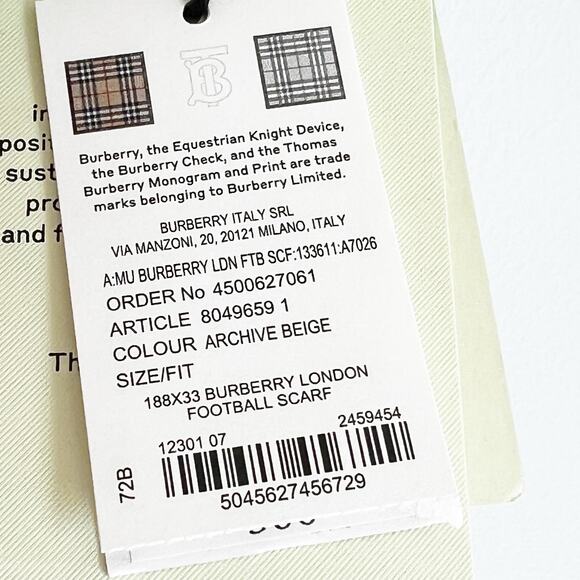 Burberry, the Equestrian Knight Device,
the Burberry Check, and the Thomas
Burberry Monogram and Print are trade
marks belonging to Burberry Limited.
BURBERRY ITALY SRL
VIA MANZONI, 20, 20121 MILANO, ITALY
A:MU BURBERRY LDN FTB SCF:133611:A7026
ORDER No 4500627061
ARTICLE 8049659 1
COLOUR ARCHIVE BEIGE
SIZE/FIT
188X33 BURBERRY LONDON
FOOTBALL SCARF
12301 07 2459454
72B
5045627456729
and